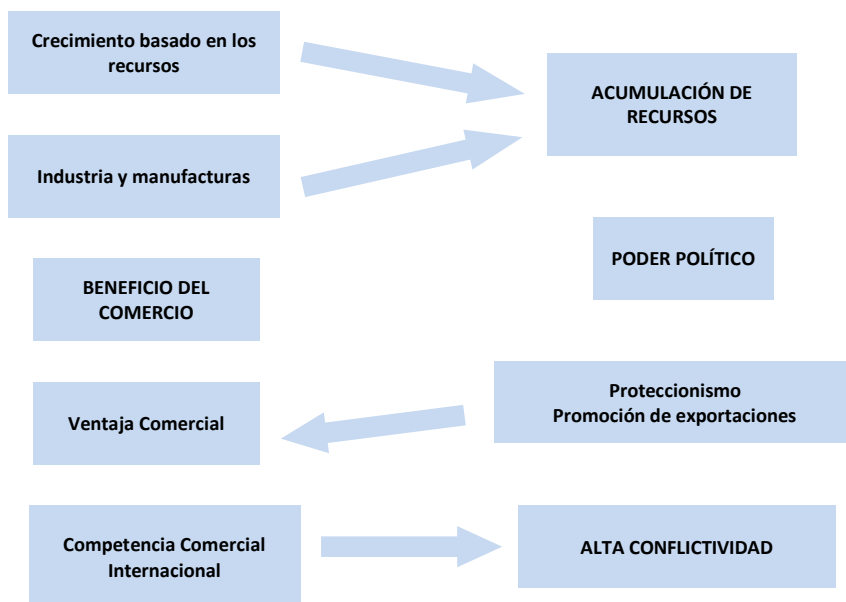 Crecimiento basado en los
recursos
ACUMULACIÓN DE
RECURSOS
Industria y manufacturas
PODER POLÍTICO
BENEFICIO DEL
COMERCIO
Proteccionismo
Promoción de exportaciones
Ventaja Comercial
Competencia Comercial
Internacional
ALTA CONFLICTIVIDAD